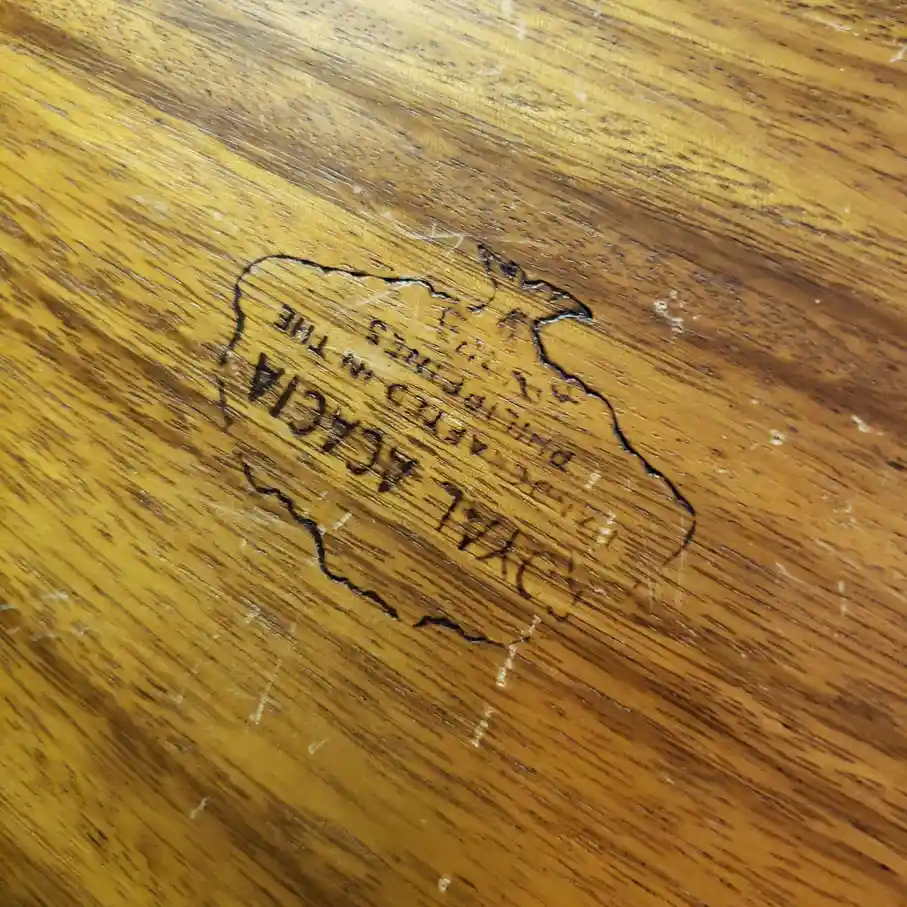 ROYAL ACACIA
HANDCRAFTED IN THE
PHILIPPINES